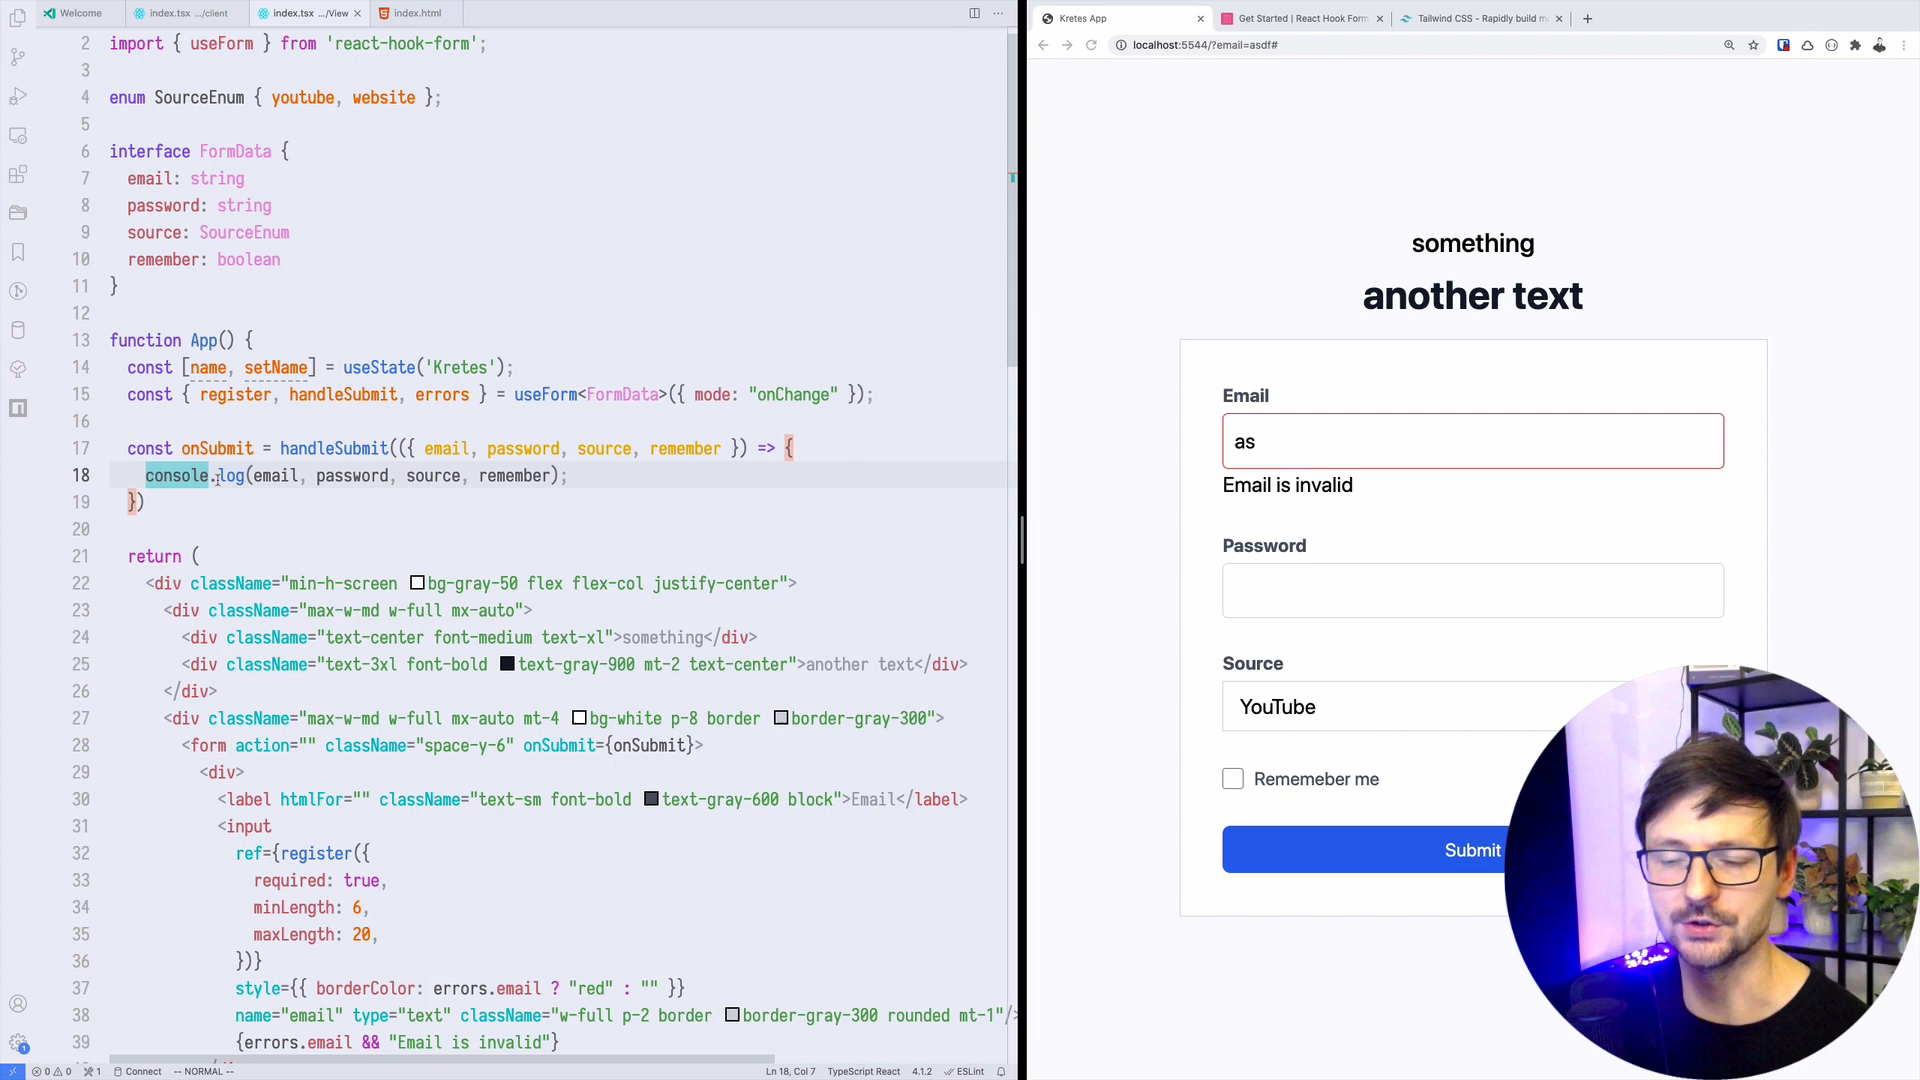 Welcome
index.tsx .../client
index.tsx .../View
index.html
2 import { useForm } from 'react-hook-form';
3
4 enum SourceEnum { youtube, website };
5
6 interface FormData {
7 email: string
8 password: string
9 source: SourceEnum
10 remember: boolean
11 }
12
13 function App() {
14 const [name, setName] = useState('Kretes');
15 const { register, handleSubmit, errors } = useForm<FormData>({ mode: "onChange" });
16
17 const onSubmit = handleSubmit(({ email, password, source, remember }) => {
18 console.log(email, password, source, remember);
19 })
20
21 return (
22 <div className="min-h-screen bg-gray-50 flex flex-col justify-center">
23 <div className="max-w-md w-full mx-auto">
24 <div className="text-center font-medium text-xl">something</div>
25 <div className="text-3xl font-bold text-gray-900 mt-2 text-center">another text</div>
26 </div>
27 <div className="max-w-md w-full mx-auto mt-4 bg-white p-8 border border-gray-300">
28 <form action="" className="space-y-6" onSubmit={onSubmit}>
29 <div>
30 <label htmlFor="" className="text-sm font-bold text-gray-600 block">Email</label>
31 <input
32 ref={register({
33 required: true,
34 minLength: 6,
35 maxLength: 20,
36 })}
37 style={{ borderColor: errors.email ? "red" : "" }}
38 name="email" type="text" className="w-full p-2 border border-gray-300 rounded mt-1"/>
39 {errors.email && "Email is invalid"}
0 0 1 Connect -- NORMAL -- Ln 18, Col 7 TypeScript React 4.1.2 ESLint
1
Kretes App
Get Started | React Hook Form
Tailwind CSS - Rapidly build m
localhost:5544/?email=asdf#
something
another text
Email
as
Email is invalid
Password
Source
YouTube
Rememeber me
Submit